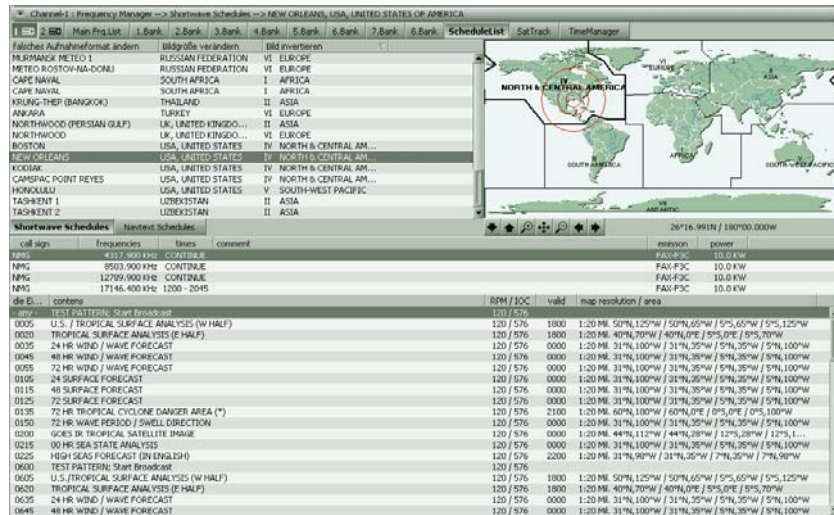 Channel-1 : Frequency Manager --> Shortwave Schedules --> NEW ORLEANS, USA, UNITED STATES OF AMERICA
1 2 Main Frq.List 1.Bank 2.Bank 3.Bank 4.Bank 5.Bank 6.Bank 7.Bank 8.Bank ScheduleList SatTrack TimeManager
falsches Aufnahmeformat ändern Bildgröße verändern Bild invertieren
MURMANSK METEO 1 RUSSIAN FEDERATION VI EUROPE
METEO ROSTOV-NA-DONU RUSSIAN FEDERATION VI EUROPE
CAPE NAVAL SOUTH AFRICA I AFRICA
CAPE NAVAL SOUTH AFRICA I AFRICA
KRUNG-THEP (BANGKOK) THAILAND II ASIA
ANKARA TURKEY VI EUROPE
NORTHWOOD (PERSIAN GULF) UK, UNITED KINGDO... II ASIA
NORTHWOOD UK, UNITED KINGDO... VI EUROPE
BOSTON USA, UNITED STATES IV NORTH & CENTRAL AM...
NEW ORLEANS USA, UNITED STATES IV NORTH & CENTRAL AM...
KODIAK USA, UNITED STATES IV NORTH & CENTRAL AM...
CAMSPAC POINT REYES USA, UNITED STATES IV NORTH & CENTRAL AM...
HONOLULU USA, UNITED STATES V SOUTH-WEST PACIFIC
TASHKENT 1 UZBEKISTAN II ASIA
TASHKENT 2 UZBEKISTAN II ASIA
VI
EUROPE
II
ASIA
IV
NORTH & CENTRAL AMERICA
III
SOUTH AMERICA
I
AFRICA
V
SOUTH-WEST PACIFIC
VII
ANTARCTIC
Shortwave Schedules Navtext Schedules 26°16.991N / 180°00.000W
call sign frequencies times comment emisson power
NMG 4317.900 KHz CONTINUE FAX-F3C 10.0 KW
NMG 8503.900 KHz CONTINUE FAX-F3C 10.0 KW
NMG 12789.900 KHz CONTINUE FAX-F3C 10.0 KW
NMG 17146.400 KHz 1200 - 2045 FAX-F3C 10.0 KW
die Ei... contens RPM / IOC valid map resolution / area
- any - TEST PATTERN; Start Broadcast 120 / 576
0005 U.S. / TROPICAL SURFACE ANALYSIS (W HALF) 120 / 576 1800 1:20 Mil. 50°N,125°W / 50°N,65°W / 5°S,65°W / 5°S,125°W
0020 TROPICAL SURFACE ANALYSIS (E HALF) 120 / 576 1800 1:20 Mil. 40°N,70°W / 40°N,0°E / 5°S,0°E / 5°S,70°W
0035 24 HR WIND / WAVE FORECAST 120 / 576 0000 1:20 Mil. 31°N,100°W / 31°N,35°W / 5°N,35°W / 5°N,100°W
0045 48 HR WIND / WAVE FORECAST 120 / 576 0000 1:20 Mil. 31°N,100°W / 31°N,35°W / 5°N,35°W / 5°N,100°W
0055 72 HR WIND / WAVE FORECAST 120 / 576 0000 1:20 Mil. 31°N,100°W / 31°N,35°W / 5°N,35°W / 5°N,100°W
0105 24 SURFACE FORECAST 120 / 576 0000 1:20 Mil. 31°N,100°W / 31°N,35°W / 5°N,35°W / 5°N,100°W
0115 48 SURFACE FORECAST 120 / 576 0000 1:20 Mil. 31°N,100°W / 31°N,35°W / 5°N,35°W / 5°N,100°W
0125 72 SURFACE FORECAST 120 / 576 0000 1:20 Mil. 31°N,100°W / 31°N,35°W / 5°N,35°W / 5°N,100°W
0135 72 HR TROPICAL CYCLONE DANGER AREA (*) 120 / 576 2100 1:20 Mil. 60°N,100°W / 60°N,0°E / 0°S,0°E / 0°S,100°W
0150 72 HR WAVE PERIOD / SWELL DIRECTION 120 / 576 0000 1:20 Mil. 31°N,100°W / 31°N,35°W / 5°N,35°W / 5°N,100°W
0200 GOES IR TROPICAL SATELLITE IMAGE 120 / 576 0000 1:20 Mil. 44°N,112°W / 44°N,28°W / 12°S,28°W / 12°S,1...
0215 00 HR SEA STATE ANALYSIS 120 / 576 0000 1:20 Mil. 31°N,100°W / 31°N,35°W / 5°N,35°W / 5°N,100°W
0225 HIGH SEAS FORECAST (IN ENGLISH) 120 / 576 2200 1:20 Mil. 31°N,98°W / 31°N,35°W / 7°N,35°W / 7°N,98°W
0600 TEST PATTERN; Start Broadcast 120 / 576
0605 U.S./TROPICAL SURFACE ANALYSIS (W HALF) 120 / 576 1800 1:20 Mil. 50°N,125°W / 50°N,65°W / 5°S,65°W / 5°S,125°W
0620 TROPICAL SURFACE ANALYSIS (E HALF) 120 / 576 1800 1:20 Mil. 40°N,70°W / 40°N,0°E / 5°S,0°E / 5°S,70°W
0635 24 HR WIND / WAVE FORECAST 120 / 576 0000 1:20 Mil. 31°N,100°W / 31°N,35°W / 5°N,35°W / 5°N,100°W
0645 48 HR WIND / WAVE FORECAST 120 / 576 0000 1:20 Mil. 31°N,100°W / 31°N,35°W / 5°N,35°W / 5°N,100°W